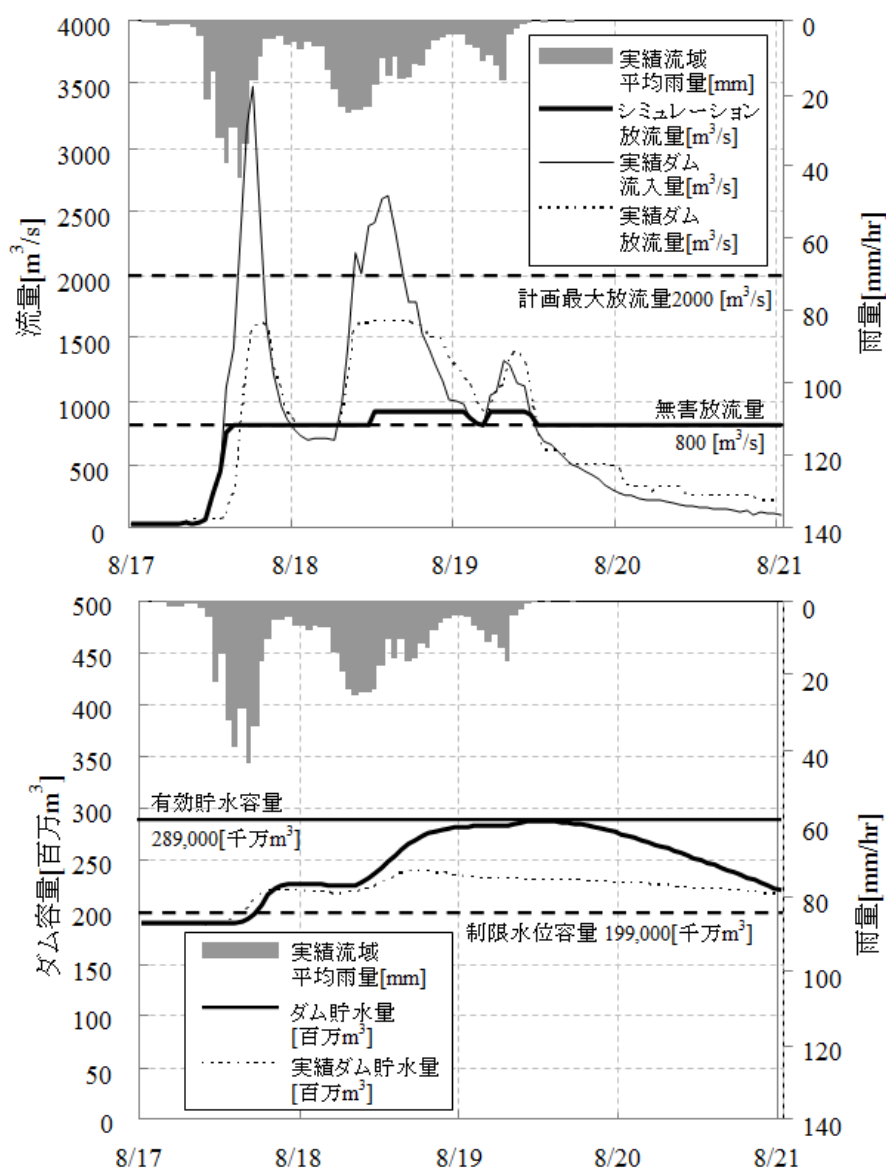 4000
3500
3000
2500
2000
1500
1000
500
0
流量[m³/s]
0
20
40
60
80
100
120
140
雨量[mm/hr]
実績流域
平均雨量[mm]
シミュレーション
放流量[m³/s]
実績ダム
流入量[m³/s]
実績ダム
放流量[m³/s]
計画最大放流量2000 [m³/s]
無害放流量
800 [m³/s]
8/17 8/18 8/19 8/20 8/21
500
450
400
350
300
250
200
150
100
50
0
ダム容量[百万m³]
0
20
40
60
80
100
120
140
雨量[mm/hr]
有効貯水容量
289,000[千万m³]
制限水位容量 199,000[千万m³]
実績流域
平均雨量[mm]
ダム貯水量
[百万m³]
実績ダム貯水量
[百万m³]
8/17 8/18 8/19 8/20 8/21